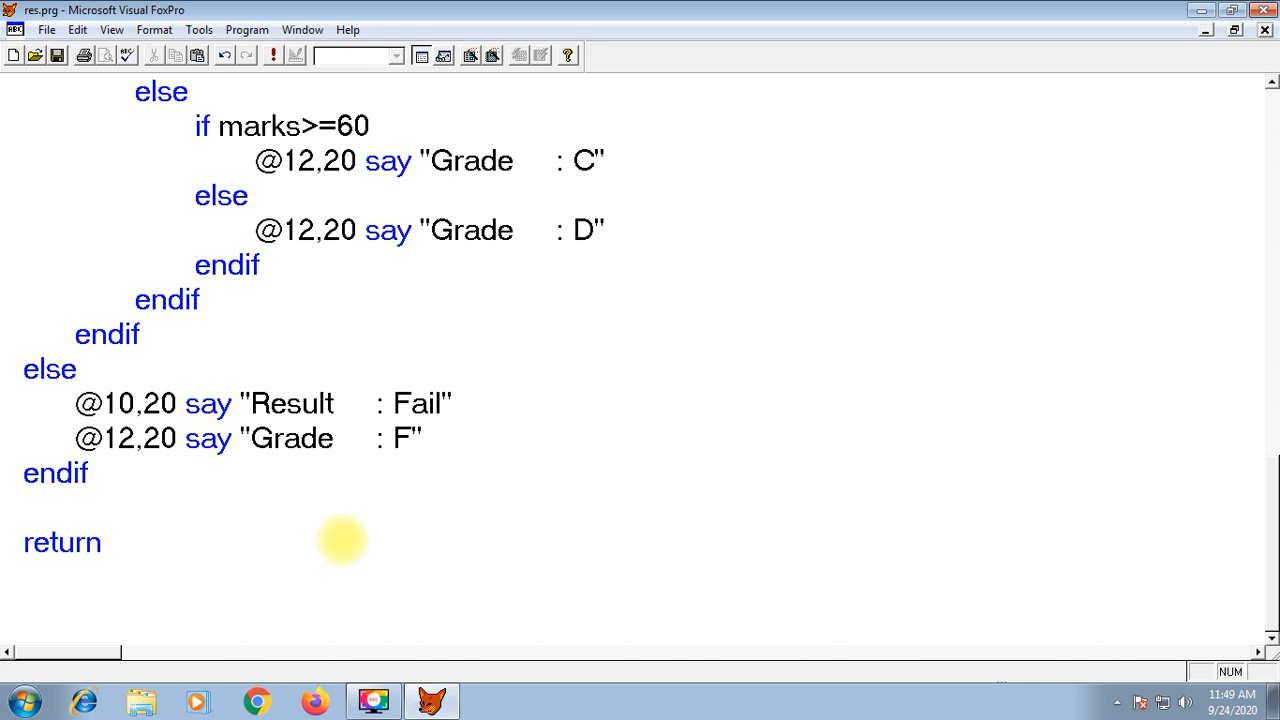 res.prg - Microsoft Visual FoxPro
File Edit View Format Tools Program Window Help
else
if marks>=60
@12,20 say "Grade : C"
else
@12,20 say "Grade : D"
endif
endif
endif
else
@10,20 say "Result : Fail"
@12,20 say "Grade : F"
endif
return
NUM
11:49 AM
9/24/2020